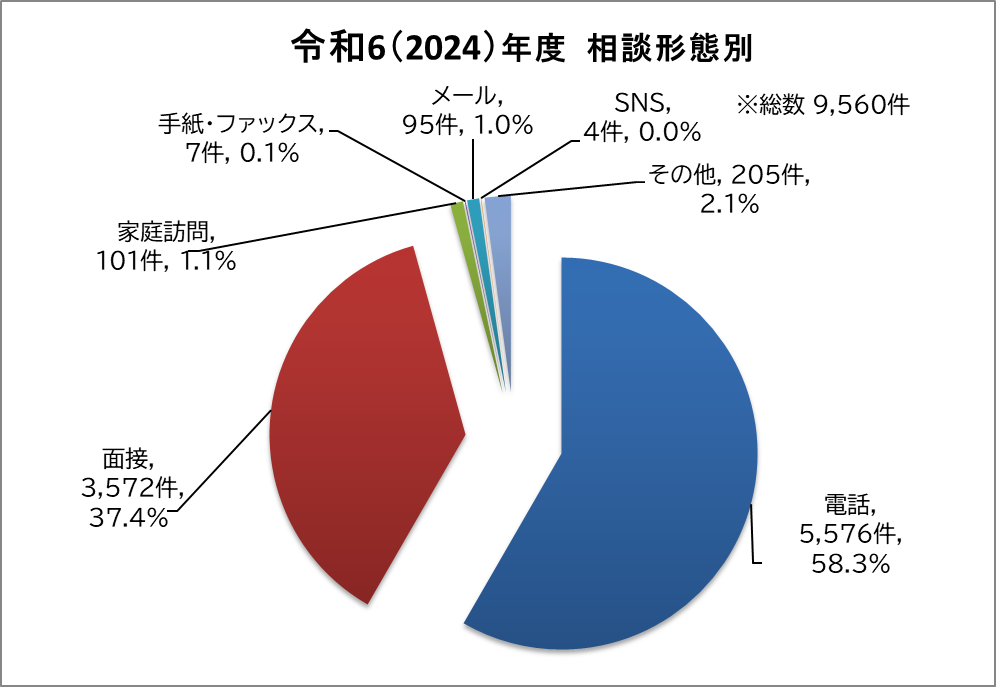 令和6(2024)年度 相談形態別
※総数 9,560件
手紙・ファックス,
7件, 0.1%
メール,
95件, 1.0%
SNS,
4件, 0.0%
その他, 205件,
2.1%
家庭訪問,
101件, 1.1%
面接,
3,572件,
37.4%
電話,
5,576件,
58.3%